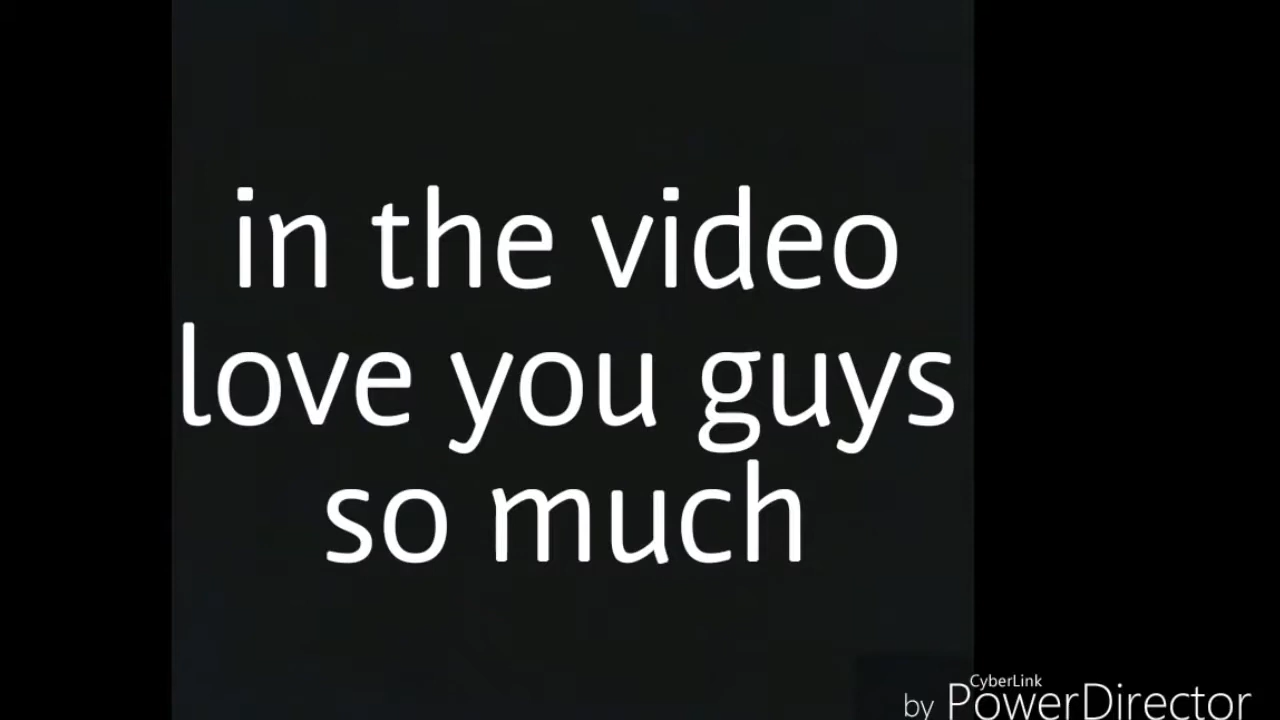 in the video
love you guys
so much
CyberLink
by PowerDirector